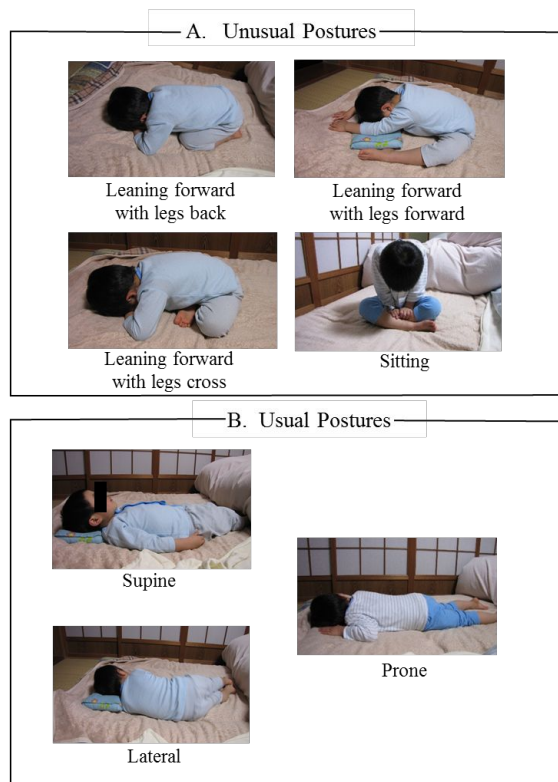 A. Unusual Postures
Leaning forward
with legs back
Leaning forward
with legs forward
Leaning forward
with legs cross
Sitting
B. Usual Postures
Supine
Prone
Lateral